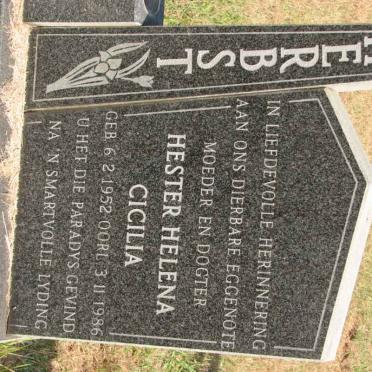 HERBST
IN LIEFDEVOLLE HERINNERING
AAN ONS DIERBARE EGGENOTE
MOEDER EN DOGTER
HESTER HELENA
CICILIA
GEB. 6·2·1952 OORL. 3·11·1986
U HET DIE PARADYS GEVIND
NA 'N SMARTVOLLE LYDING